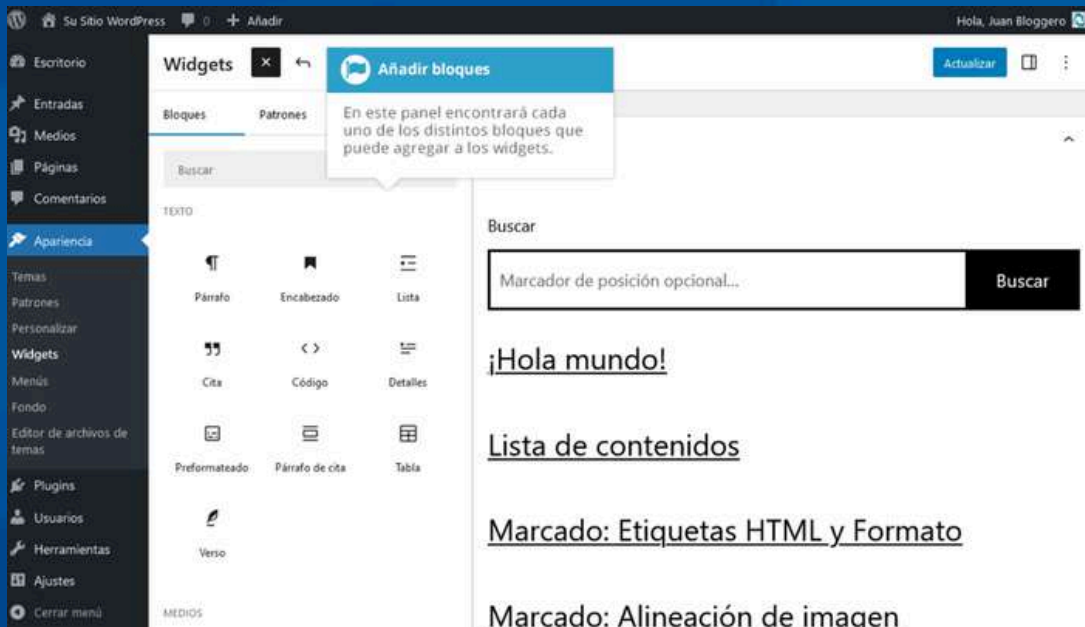 Su Sitio WordPress 0 + Añadir
Hola, Juan Bloggero
Escritorio
Entradas
Medios
Páginas
Comentarios
Apariencia
Temas
Patrones
Personalizar
Widgets
Menús
Fondo
Editor de archivos de
temas
Plugins
Usuarios
Herramientas
Ajustes
Cerrar menú
Widgets
Actualizar
Añadir bloques
En este panel encontrará cada
uno de los distintos bloques que
puede agregar a los widgets.
Bloques Patrones
Buscar
TEXTO
Párrafo Encabezado Lista
Cita Código Detalles
Preformateado Párrafo de cita Tabla
Verso
MEDIOS
Buscar
Marcador de posición opcional... Buscar
¡Hola mundo!
Lista de contenidos
Marcado: Etiquetas HTML y Formato
Marcado: Alineación de imagen